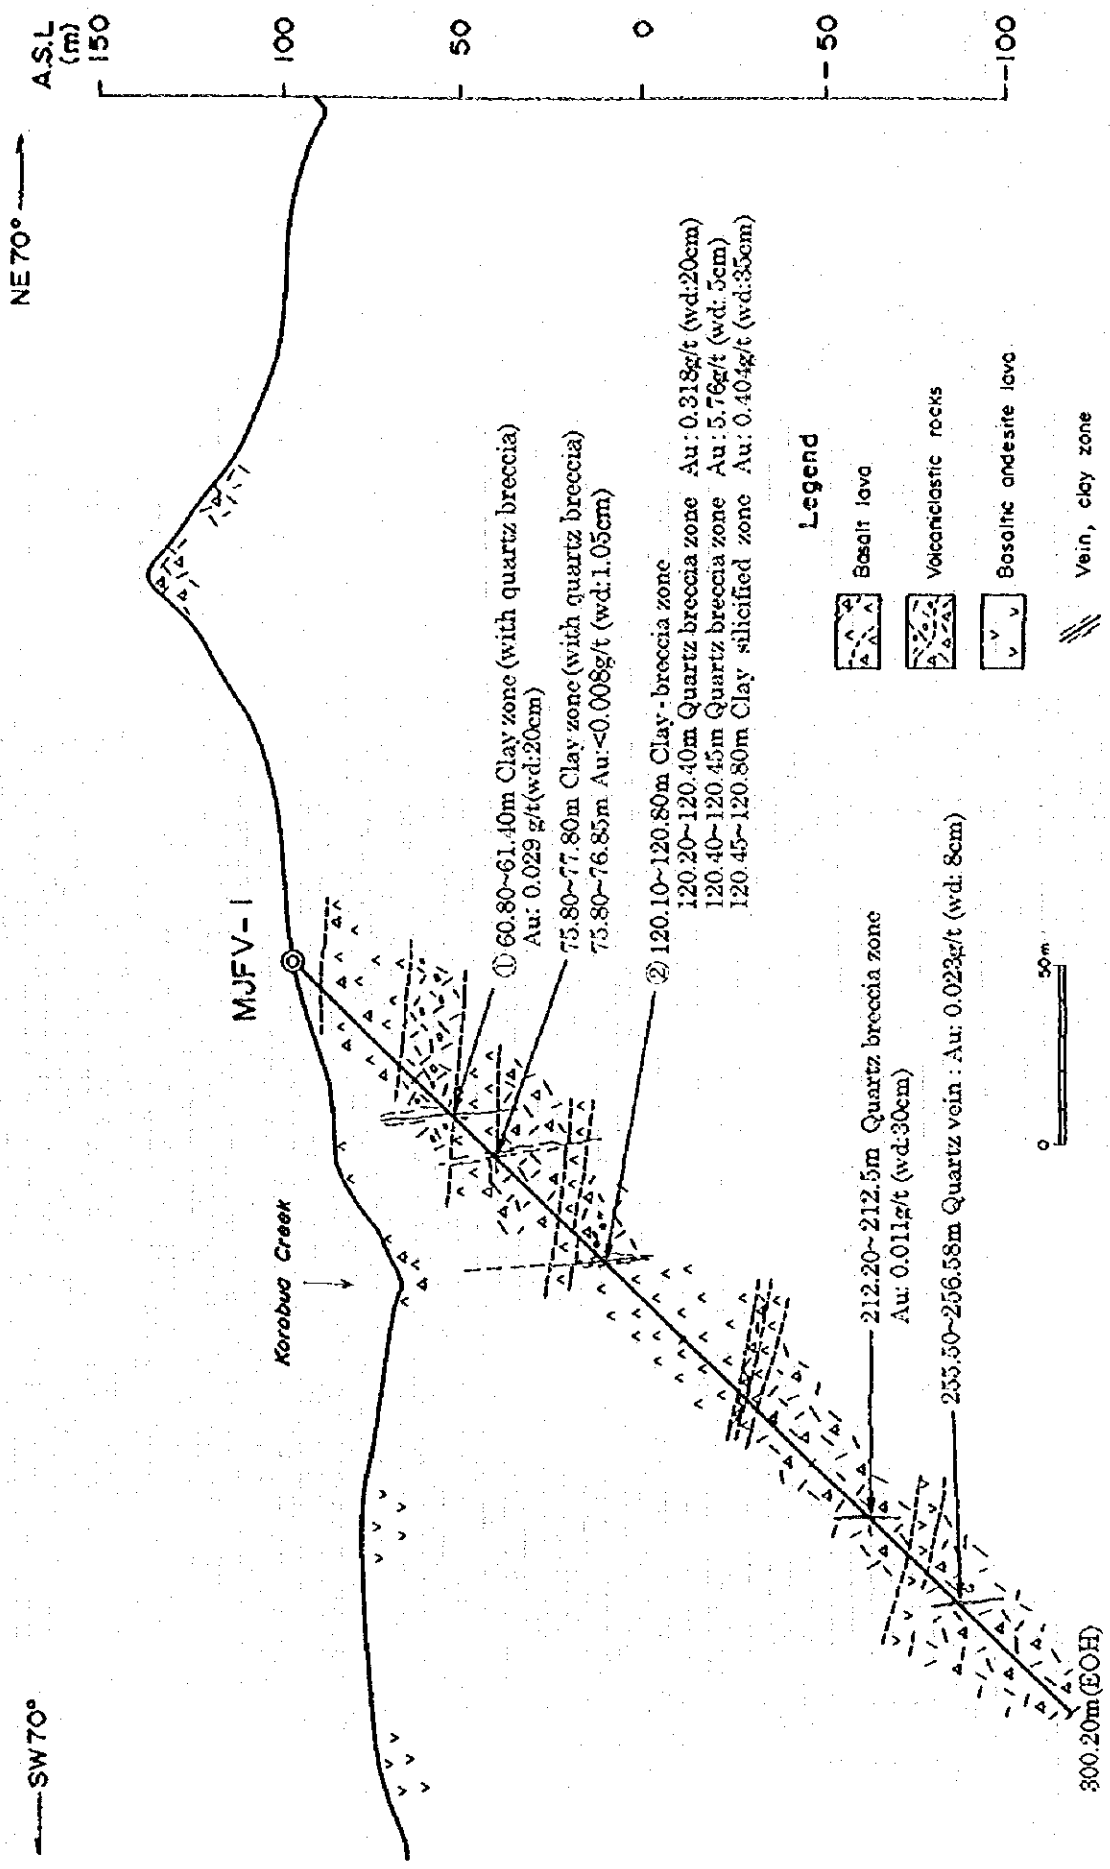 SW 70°
NE 70°
A.S.L
(m)
150
100
50
0
-50
-100
MJFV-1
Korobua Creek
① 60.80~61.40m Clay zone (with quartz breccia)
Au: 0.029 g/t(wd:20cm)
75.80~77.80m Clay zone (with quartz breccia)
75.80~76.85m Au:<0.008g/t (wd:1.05cm)
② 120.10~120.80m Clay-breccia zone
120.20~120.40m Quartz breccia zone Au: 0.318g/t (wd:20cm)
120.40~120.45m Quartz breccia zone Au: 5.76g/t (wd: 5cm)
120.45~120.80m Clay silicified zone Au: 0.404g/t (wd:35cm)
212.20~212.5m Quartz breccia zone
Au: 0.011g/t (wd:30cm)
255.50~256.58m Quartz vein : Au: 0.023g/t (wd: 8cm)
300.20m(EOH)
Legend
Basalt lava
Volcaniclastic rocks
Basaltic andesite lava
Vein, clay zone
0 50m